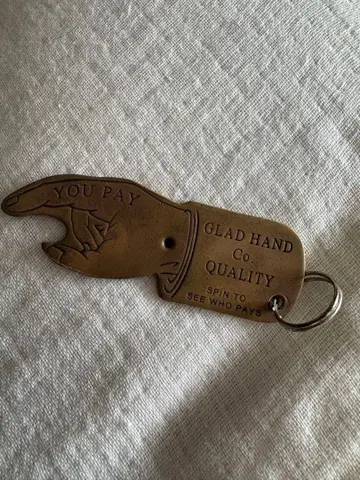 YOU PAY
GLAD HAND
Co.
QUALITY
SPIN TO
SEE WHO PAYS